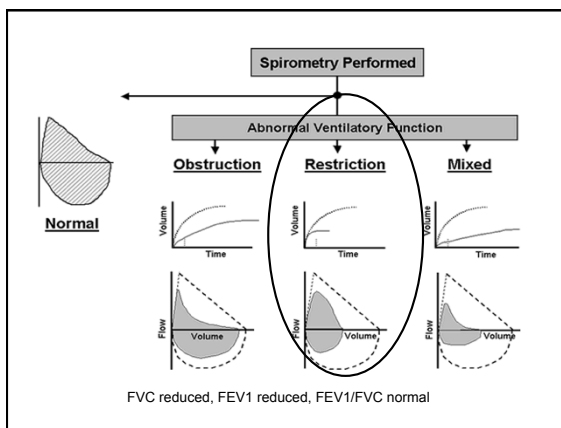 Spirometry Performed
Abnormal Ventilatory Function
Obstruction Restriction Mixed
Normal
Volume Volume Volume
Time Time Time
Flow Flow Flow
Volume Volume Volume
FVC reduced, FEV1 reduced, FEV1/FVC normal